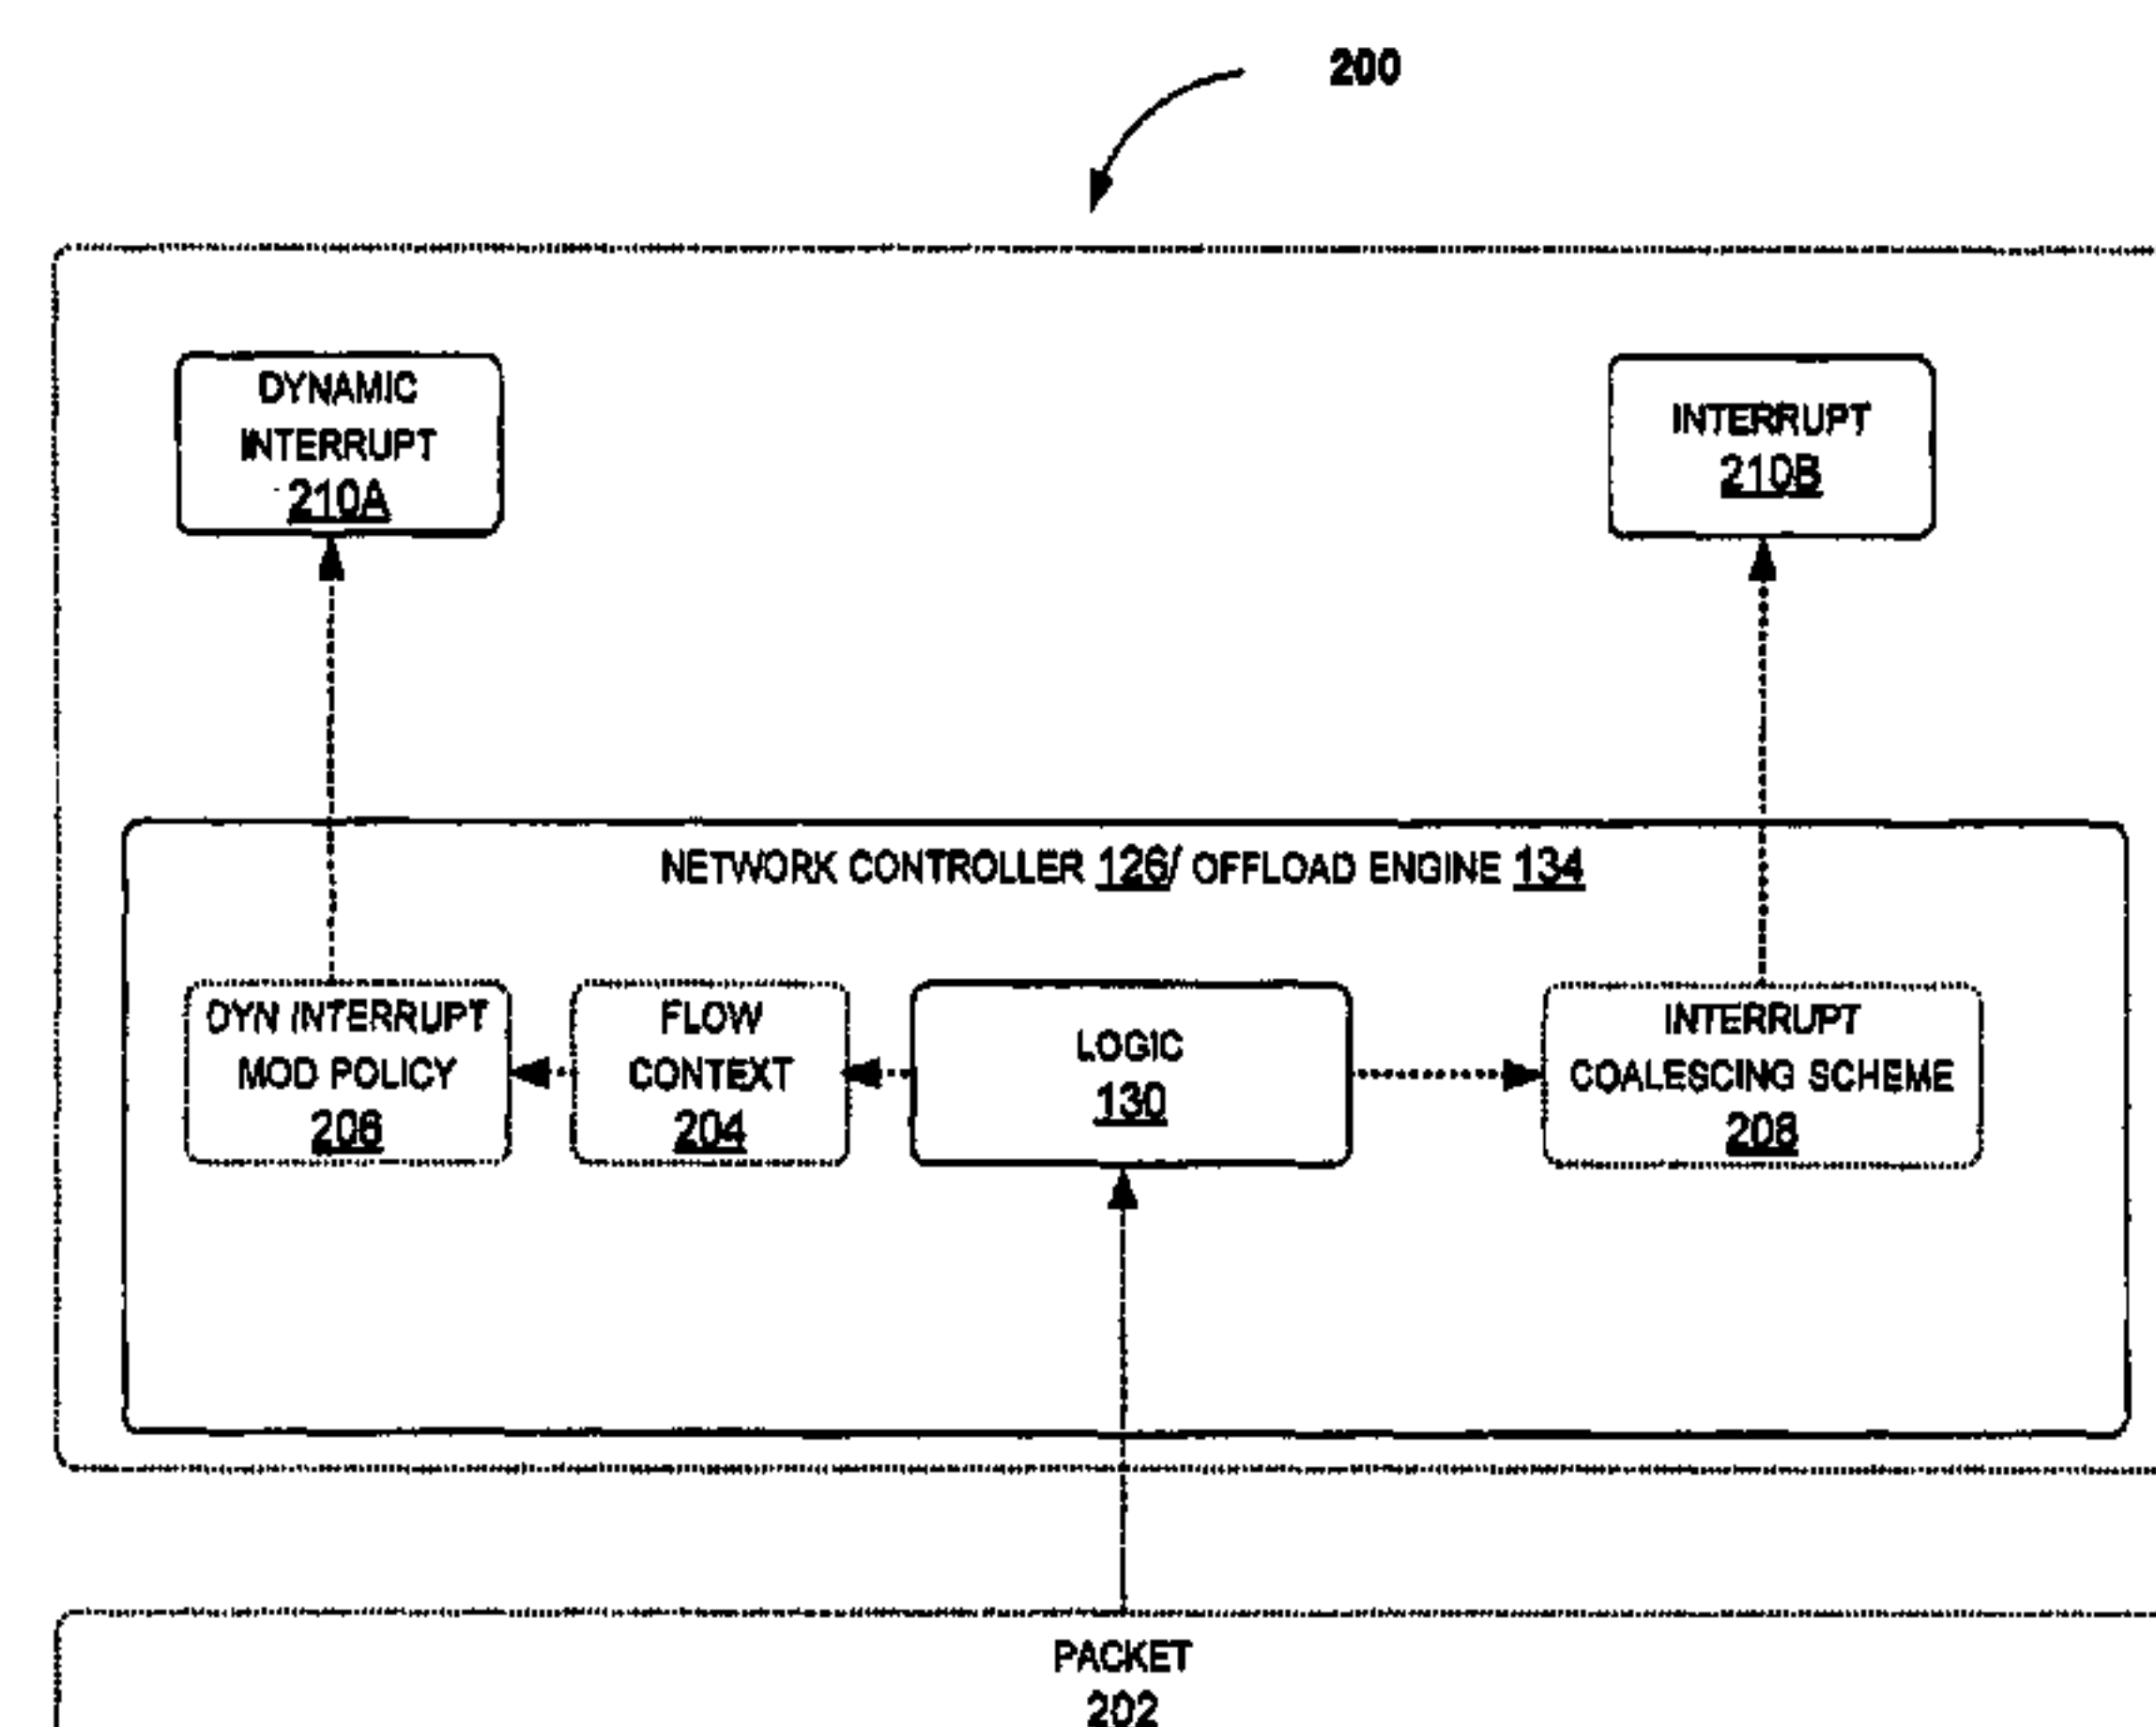 200
DYNAMIC
INTERRUPT
210A
INTERRUPT
210B
NETWORK CONTROLLER 126/ OFFLOAD ENGINE 134
DYN INTERRUPT
MOD POLICY
206
FLOW
CONTEXT
204
LOGIC
130
INTERRUPT
COALESCING SCHEME
208
PACKET
202